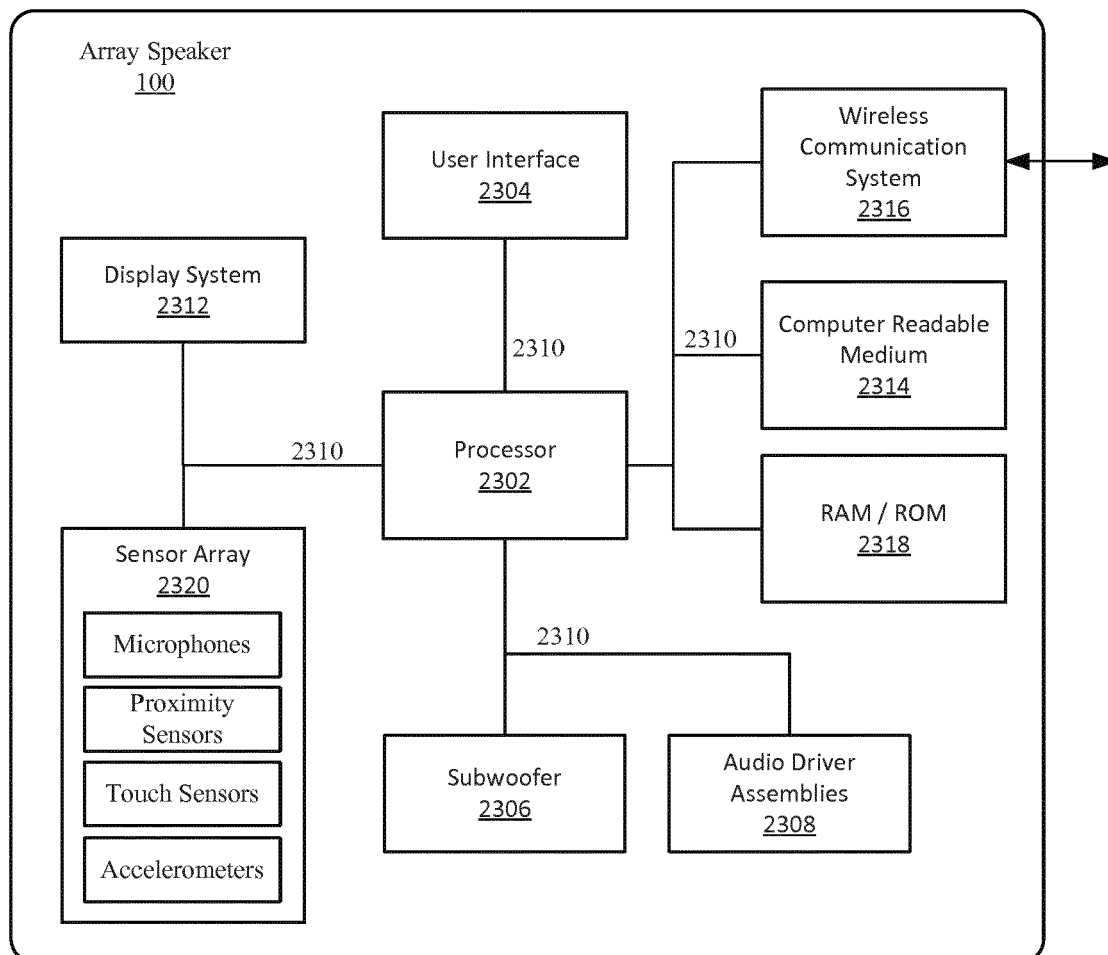 Array Speaker
100
User Interface
2304
Wireless
Communication
System
2316
Display System
2312
Computer Readable
Medium
2314
2310
2310
Processor
2302
2310
RAM / ROM
2318
Sensor Array
2320
Microphones
Proximity
Sensors
Touch Sensors
Accelerometers
2310
Subwoofer
2306
Audio Driver
Assemblies
2308